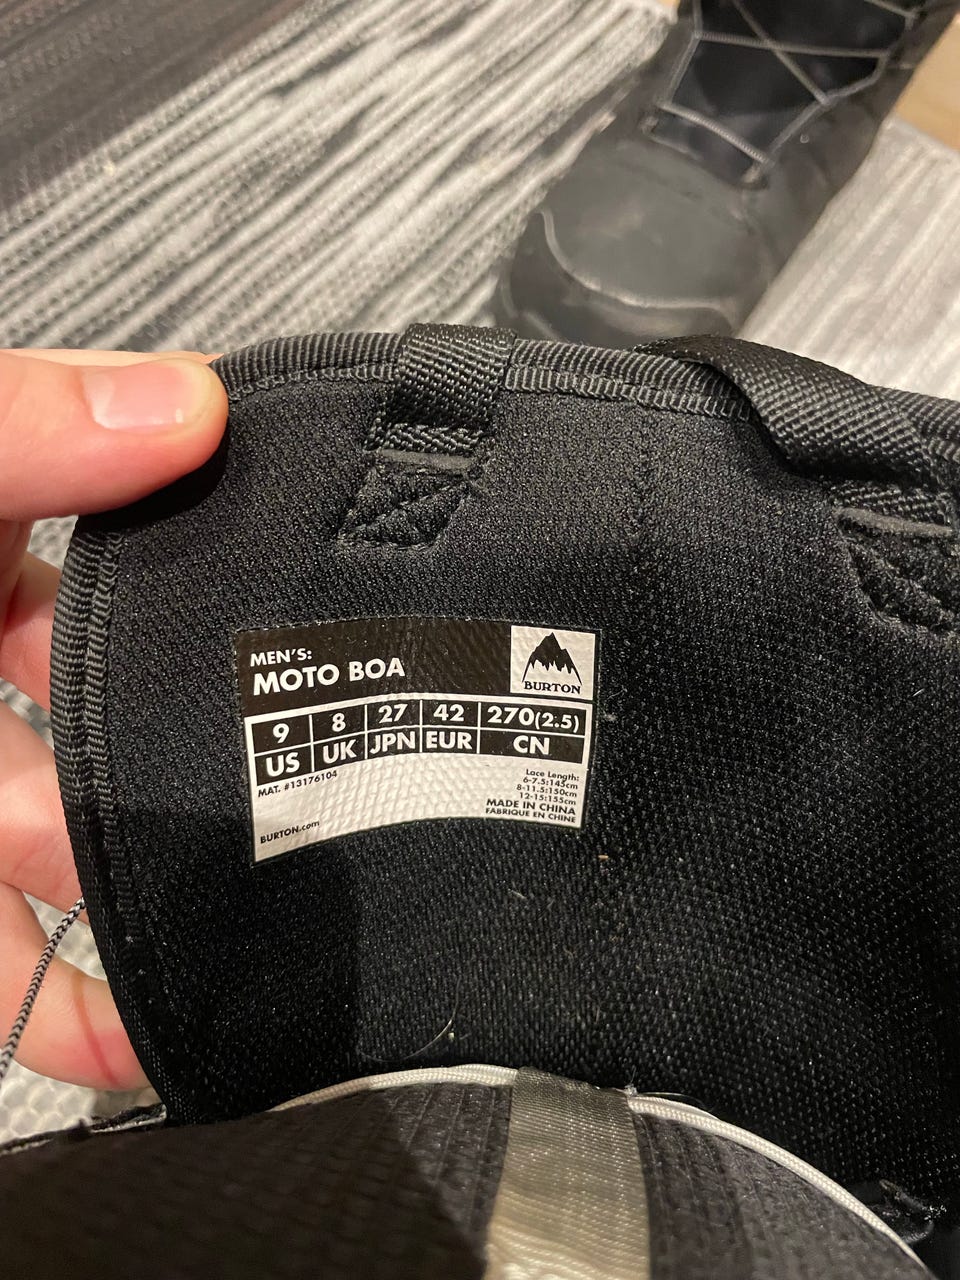 MEN'S:
MOTO BOA
BURTON
9 8 27 42 270(2.5)
US UK JPN EUR CN
MAT. #13176104
Lace Length:
6-7.5:145cm
8-11.5:150cm
12-15:155cm
MADE IN CHINA
FABRIQUE EN CHINE
BURTON.com